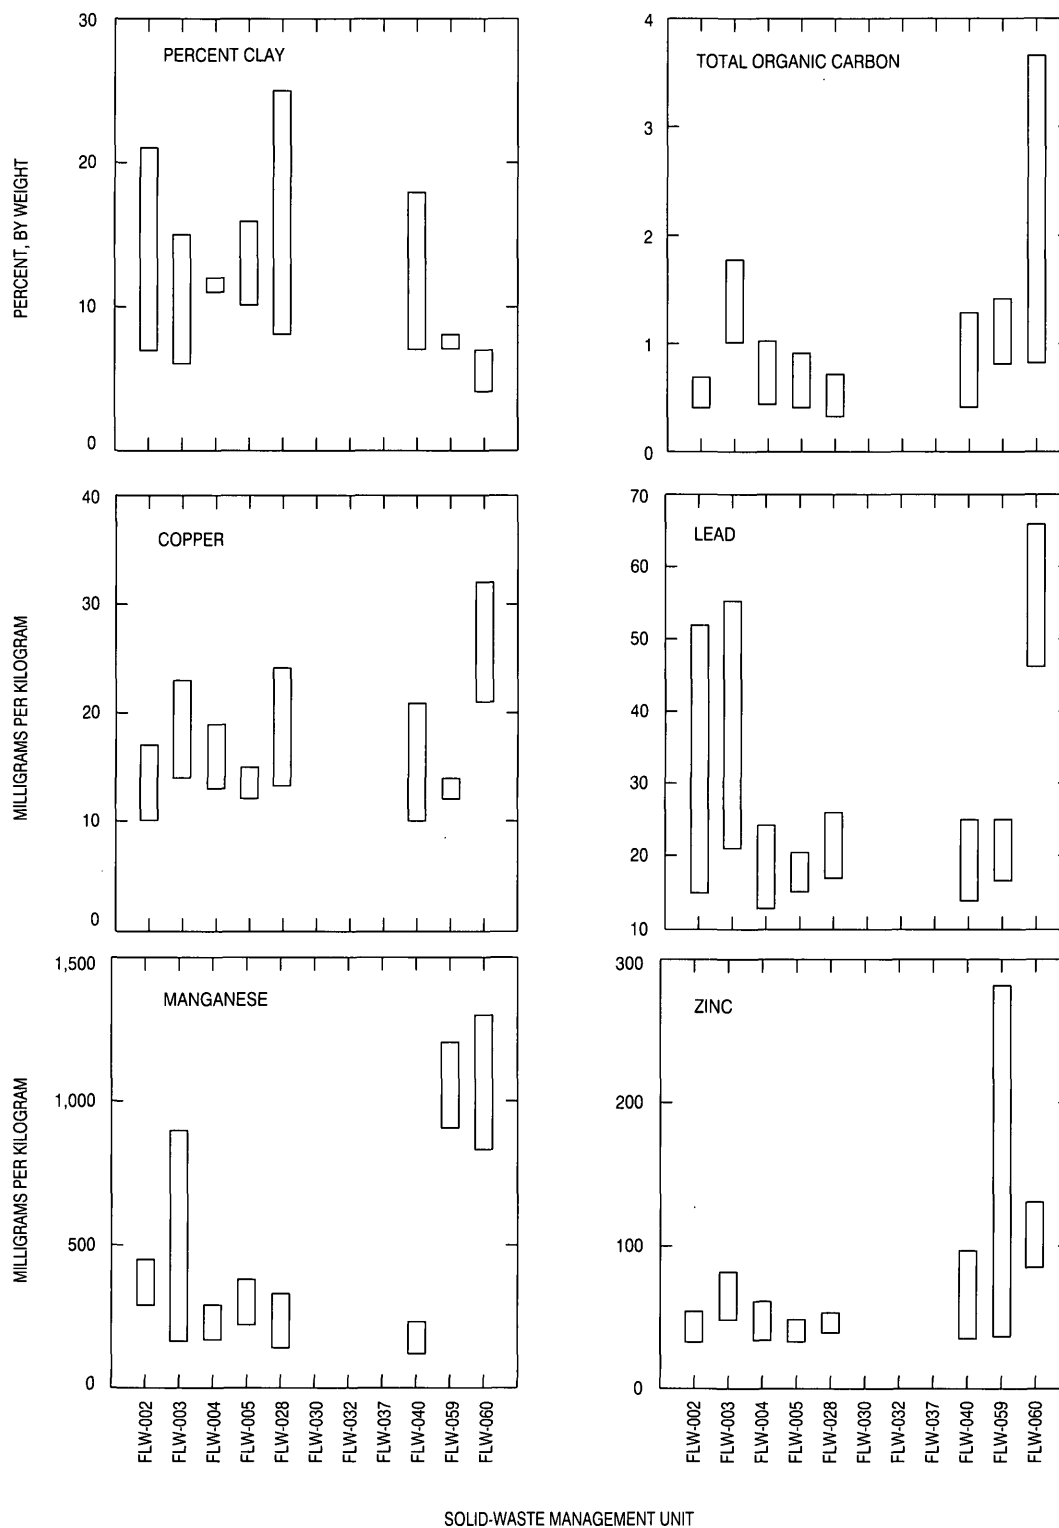 PERCENT CLAY
30
20
10
0
PERCENT, BY WEIGHT
TOTAL ORGANIC CARBON
4
3
2
1
0
COPPER
40
30
20
10
0
MILLIGRAMS PER KILOGRAM
LEAD
70
60
50
40
30
20
10
MANGANESE
1,500
1,000
500
0
MILLIGRAMS PER KILOGRAM
FLW-002
FLW-003
FLW-004
FLW-005
FLW-028
FLW-030
FLW-032
FLW-037
FLW-040
FLW-059
FLW-060
ZINC
300
200
100
0
FLW-002
FLW-003
FLW-004
FLW-005
FLW-028
FLW-030
FLW-032
FLW-037
FLW-040
FLW-059
FLW-060
SOLID-WASTE MANAGEMENT UNIT